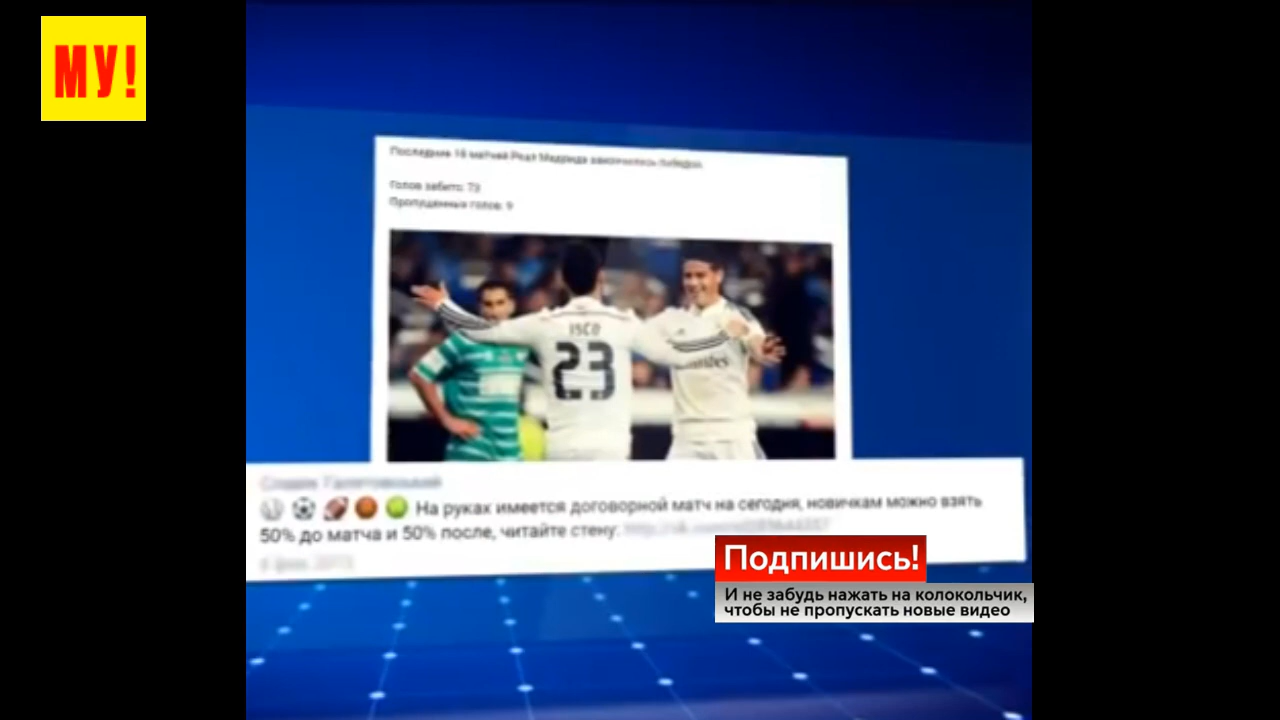 МУ!
Последние 18 матчей Реал Мадрида закончились победой.
Голов забито: 73
Пропущенных голов: 9
ISCO
23
На руках имеется договорной матч на сегодня, новичкам можно взять
50% до матча и 50% после, читайте стену:
Подпишись!
И не забудь нажать на колокольчик,
чтобы не пропускать новые видео